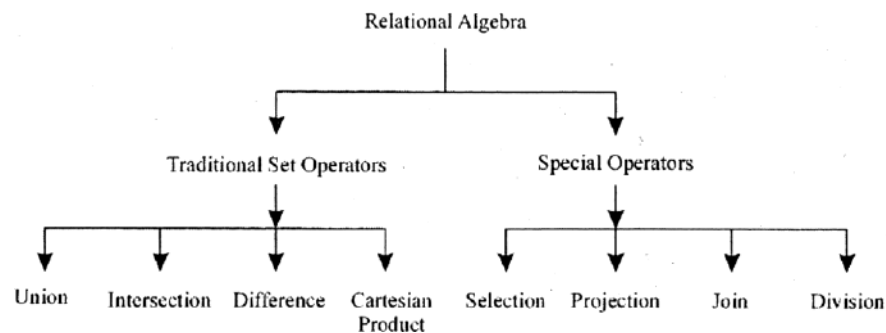 Relational Algebra
Traditional Set Operators
Special Operators
Union
Intersection
Difference
Cartesian
Product
Selection
Projection
Join
Division